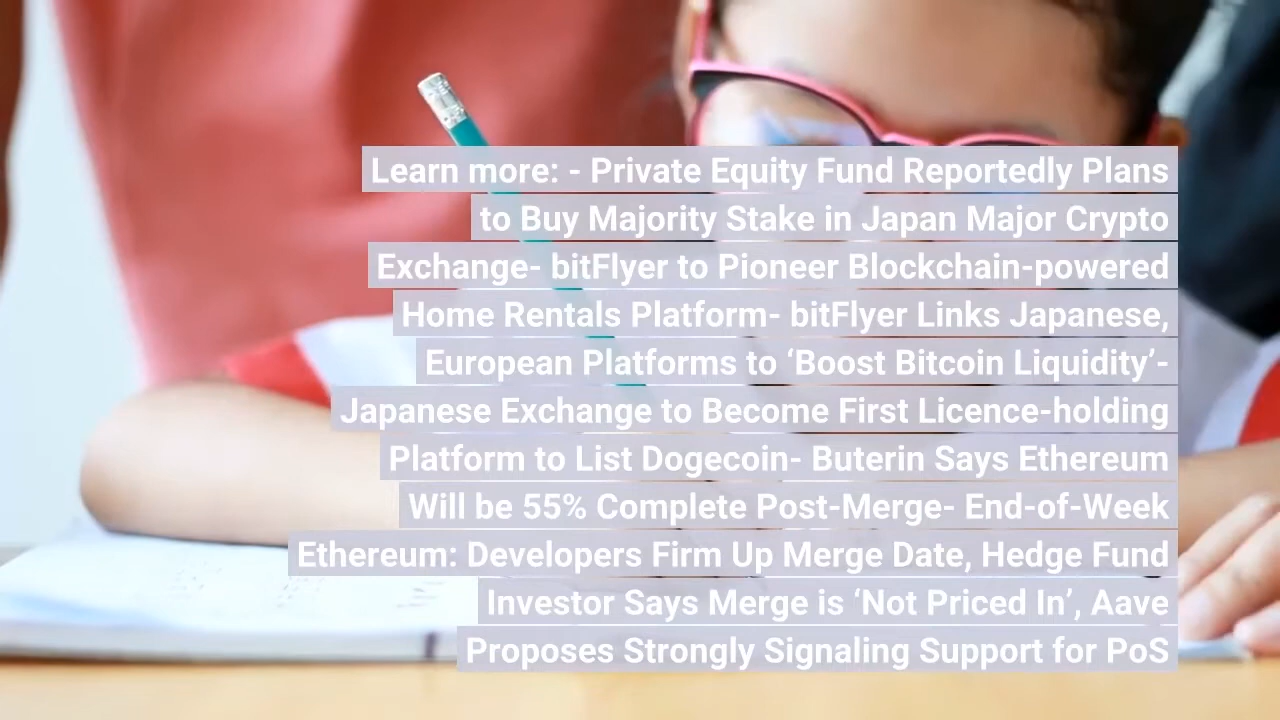 Learn more: - Private Equity Fund Reportedly Plans
to Buy Majority Stake in Japan Major Crypto
Exchange- bitFlyer to Pioneer Blockchain-powered
Home Rentals Platform- bitFlyer Links Japanese,
European Platforms to ‘Boost Bitcoin Liquidity’-
Japanese Exchange to Become First Licence-holding
Platform to List Dogecoin- Buterin Says Ethereum
Will be 55% Complete Post-Merge- End-of-Week
Ethereum: Developers Firm Up Merge Date, Hedge Fund
Investor Says Merge is ‘Not Priced In’, Aave
Proposes Strongly Signaling Support for PoS